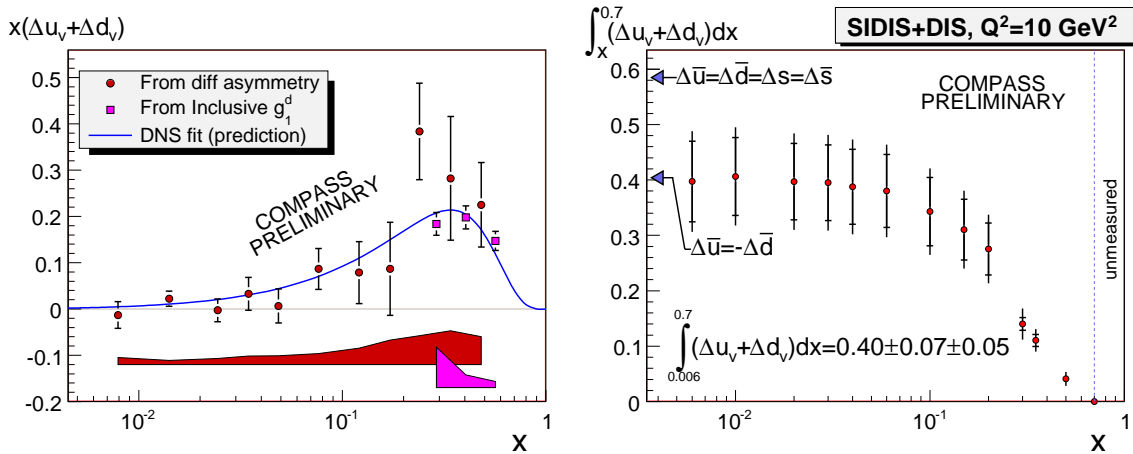 x(Δu_v+Δd_v)
0.6
0.4
0.3
0.2
0.1
0
-0.1
-0.2
From diff asymmetry
From Inclusive g_1^d
DNS fit (prediction)
COMPASS
PRELIMINARY
10^-2
10^-1
1
x
∫_x^0.7 (Δu_v+Δd_v)dx
SIDIS+DIS, Q²=10 GeV²
0.6
0.5
0.4
0.3
0.2
0.1
0
Δū=Δd̄=Δs=Δs̄
COMPASS
PRELIMINARY
Δū=-Δd̄
unmeasured
∫_0.006^0.7 (Δu_v+Δd_v)dx=0.40±0.07±0.05
10^-2
10^-1
1
x